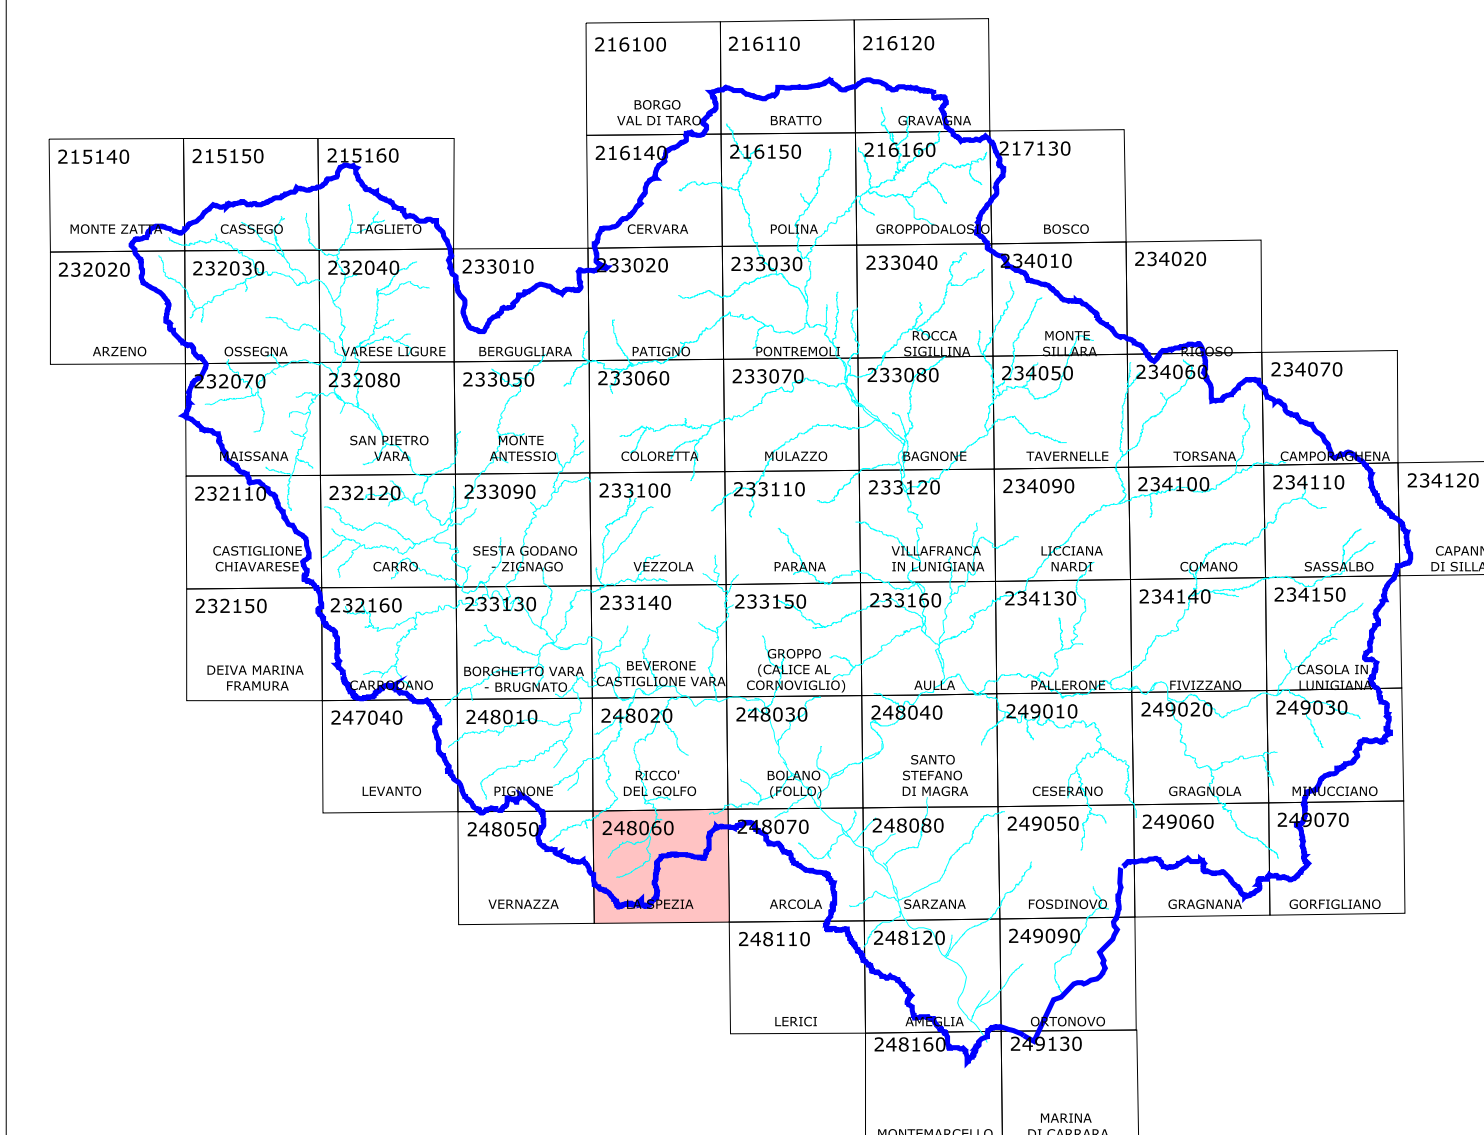 216100
216110
216120
BORGO
VAL DI TARO
BRATTO
GRAVAGNA
215140
215150
215160
216140
216150
216160
217130
MONTE ZATTA
CASSEGO
TAGLIETO
CERVARA
POLINA
GROPPODALOSIO
BOSCO
232020
232030
232040
233010
233020
233030
233040
234010
234020
ARZENO
OSSEGNA
VARESE LIGURE
BERGUGLIARA
PATIGNO
PONTREMOLI
ROCCA
SIGILLINA
MONTE
SILLARA
RIGOSO
232070
232080
233050
233060
233070
233080
234050
234060
234070
MAISSANA
SAN PIETRO
VARA
MONTE
ANTESSIO
COLORETTA
MULAZZO
BAGNONE
TAVERNELLE
TORSANA
CAMPORAGHENA
232110
232120
233090
233100
233110
233120
234090
234100
234110
234120
CASTIGLIONE
CHIAVARESE
CARRO
SESTA GODANO
- ZIGNAGO
VEZZOLA
PARANA
VILLAFRANCA
IN LUNIGIANA
LICCIANA
NARDI
COMANO
SASSALBO
CAPANN
DI SILLA
232150
232160
233130
233140
233150
233160
234130
234140
234150
DEIVA MARINA
FRAMURA
CARRODANO
BORGHETTO VARA
- BRUGNATO
BEVERONE
CASTIGLIONE VARA
GROPPO
(CALICE AL
CORNOVIGLIO)
AULLA
PALLERONE
FIVIZZANO
CASOLA IN
LUNIGIANA
247040
248010
248020
248030
248040
249010
249020
249030
LEVANTO
PIGNONE
RICCO'
DEL GOLFO
BOLANO
(FOLLO)
SANTO
STEFANO
DI MAGRA
CESERANO
GRAGNOLA
MINUCCIANO
248050
248060
248070
248080
249050
249060
249070
VERNAZZA
LA SPEZIA
ARCOLA
SARZANA
FOSDINOVO
GRAGNANA
GORFIGLIANO
248110
248120
249090
LERICI
AMEGLIA
ORTONOVO
248160
249130
MONTEMARCELLO
MARINA
DI CARRARA